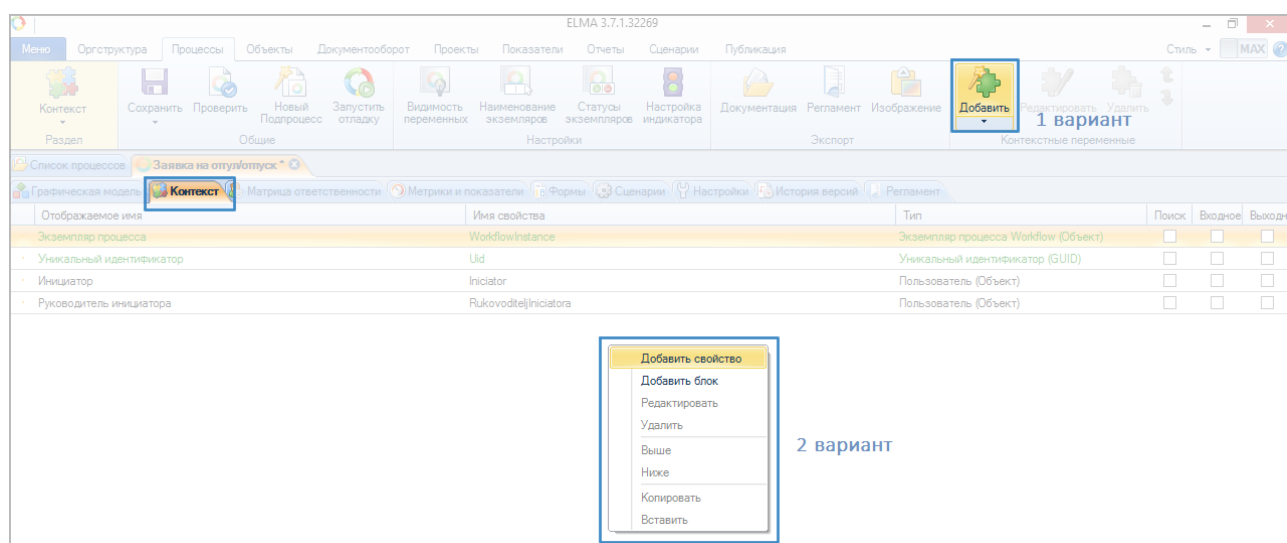 ELMA 3.7.1.32269
Меню Оргструктура Процессы Объекты Документооборот Проекты Показатели Отчеты Сценарии Публикация Стиль MAX
Контекст Сохранить Проверить Новый Подпроцесс Запустить отладку Видимость переменных Наименование экземпляров Статусы экземпляров Настройка индикатора Документация Регламент Изображение Добавить Редактировать Удалить
1 вариант
Раздел Общие Настройки Экспорт Контекстные переменные
Список процессов Заявка на отгул/отпуск *
Графическая модель Контекст Матрица ответственности Метрики и показатели Формы Сценарии Настройки История версий Регламент
Отображаемое имя Имя свойства Тип Поиск Входное Выходн
Экземпляр процесса WorkflowInstance Экземпляр процесса Workflow (Объект)
Уникальный идентификатор Uid Уникальный идентификатор (GUID)
Инициатор Iniciator Пользователь (Объект)
Руководитель инициатора RukovoditeljIniciatora Пользователь (Объект)
Добавить свойство
Добавить блок
Редактировать
Удалить
Выше
Ниже
Копировать
Вставить
2 вариант